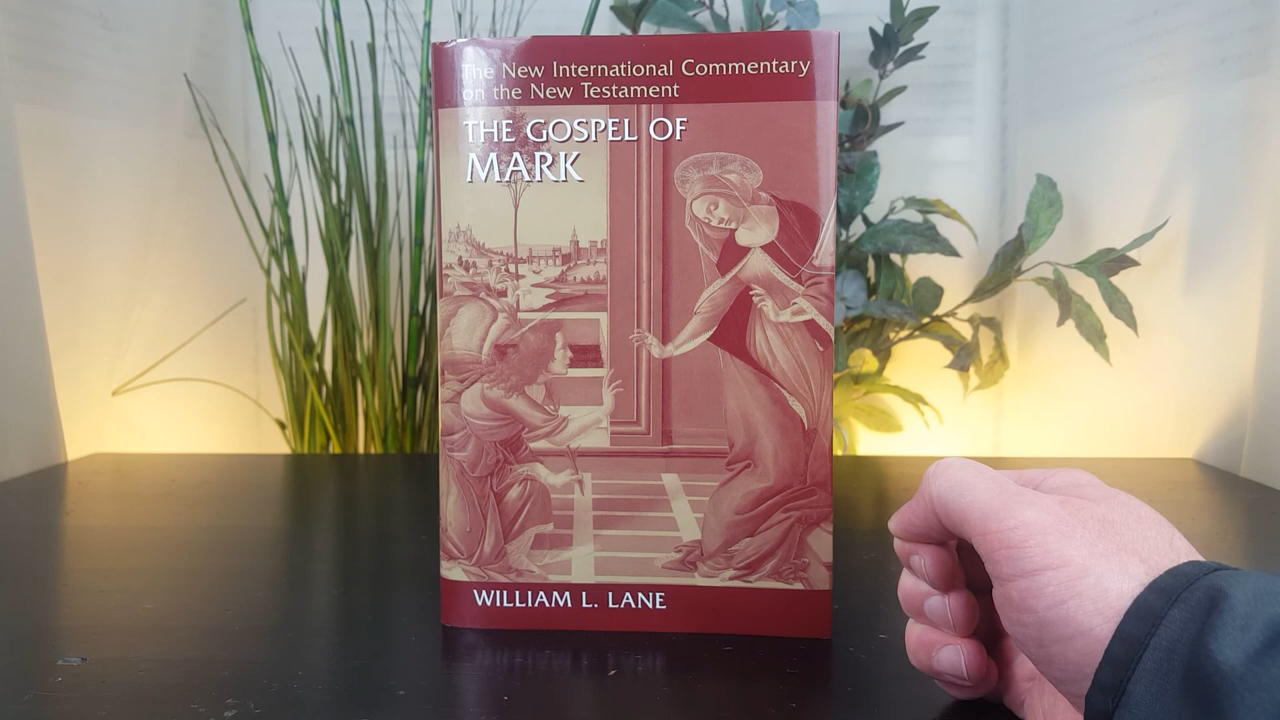 The New International Commentary
on the New Testament
THE GOSPEL OF
MARK
WILLIAM L. LANE